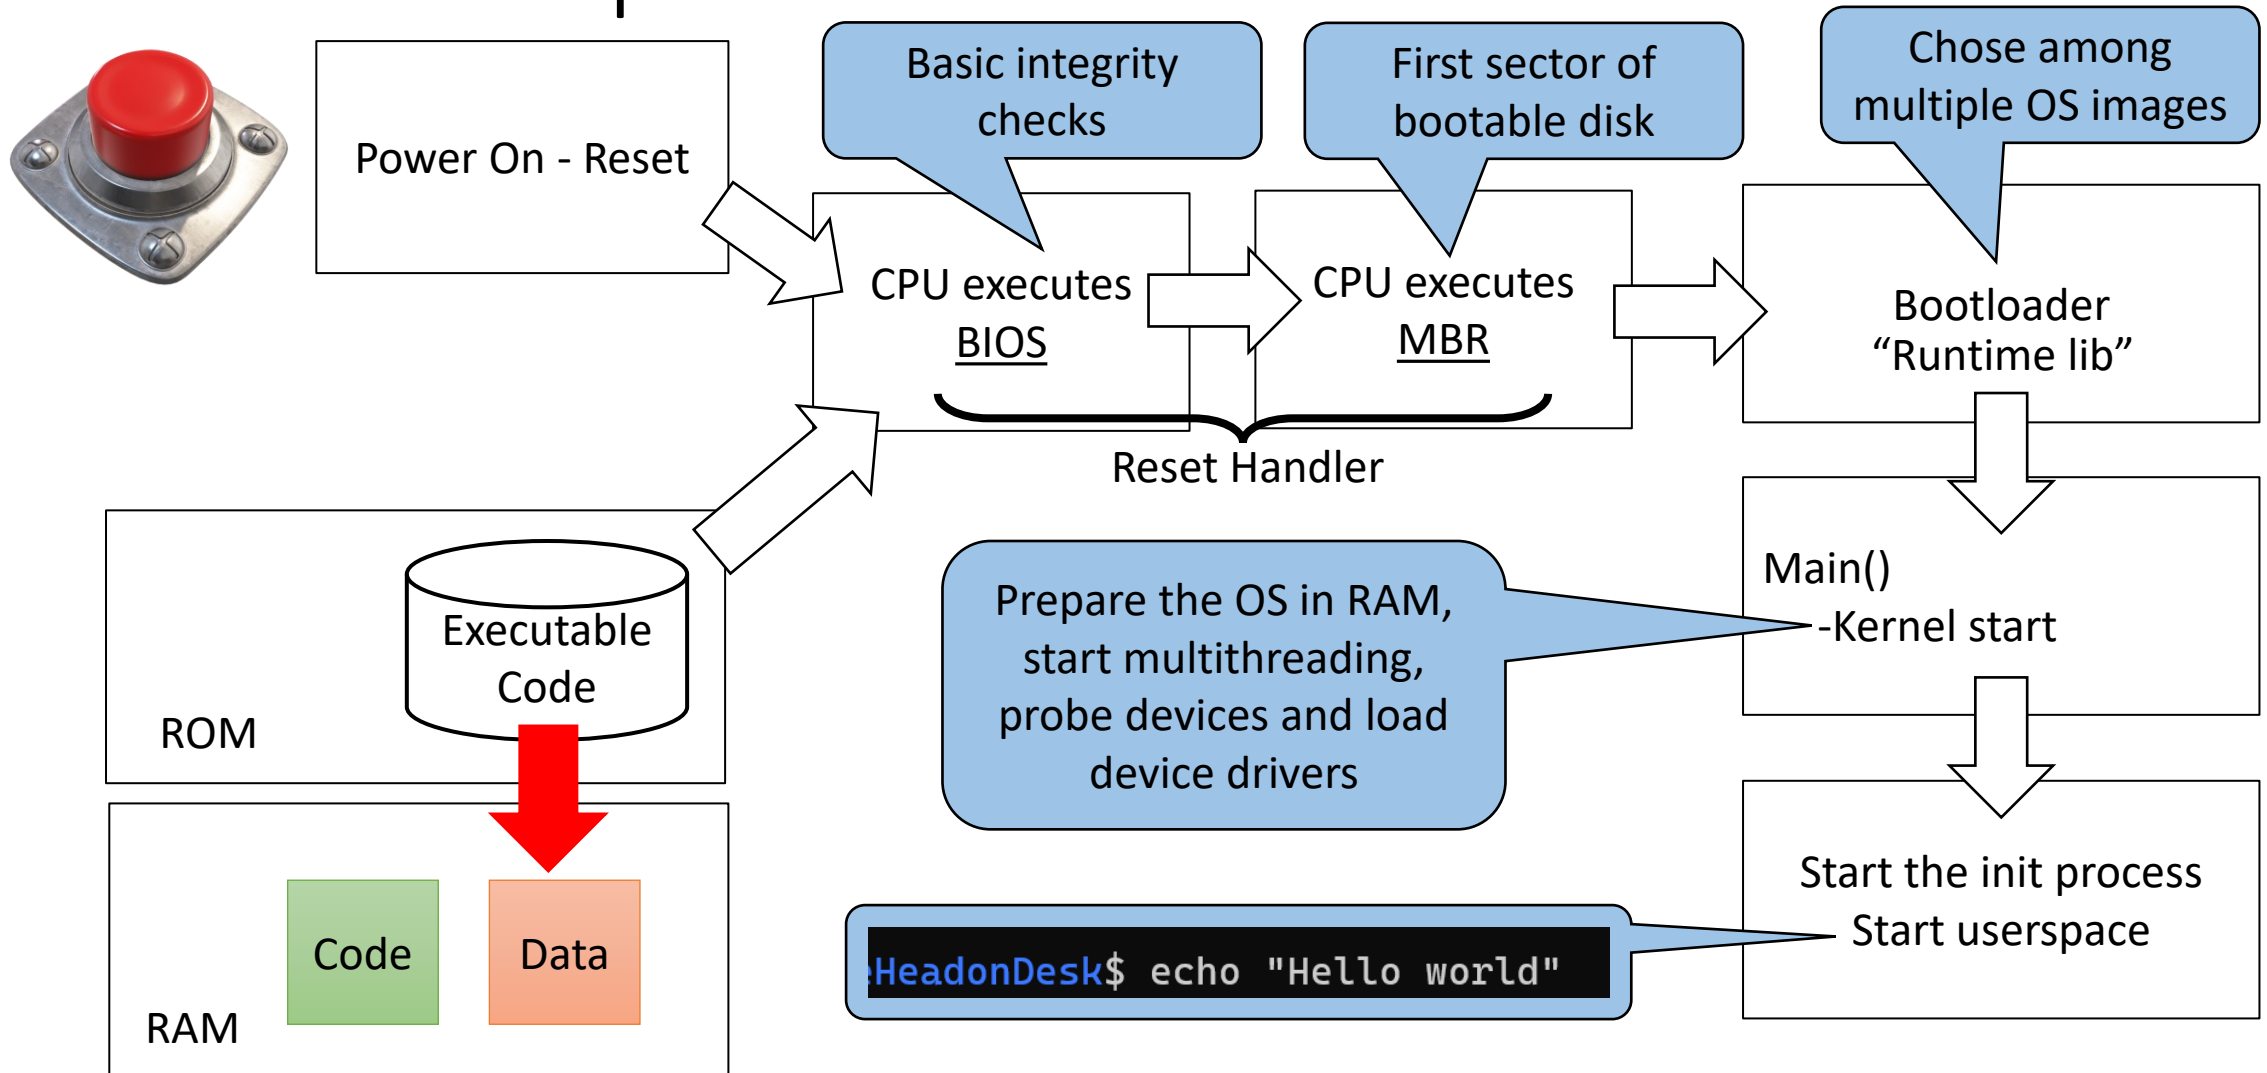 Power On - Reset
Basic integrity
checks
First sector of
bootable disk
Chose among
multiple OS images
CPU executes
BIOS
CPU executes
MBR
Bootloader
“Runtime lib”
Reset Handler
Executable
Code
ROM
Prepare the OS in RAM,
start multithreading,
probe devices and load
device drivers
Main()
-Kernel start
Code
Data
RAM
HeadonDesk$ echo "Hello world"
Start the init process
Start userspace